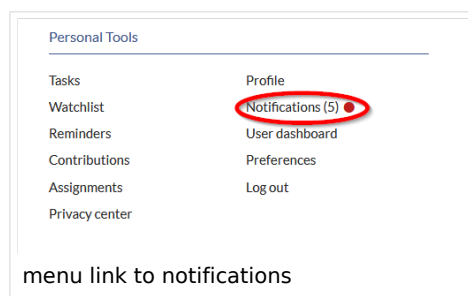 Personal Tools
Tasks
Watchlist
Reminders
Contributions
Assignments
Privacy center
Profile
Notifications (5)
User dashboard
Preferences
Log out
menu link to notifications